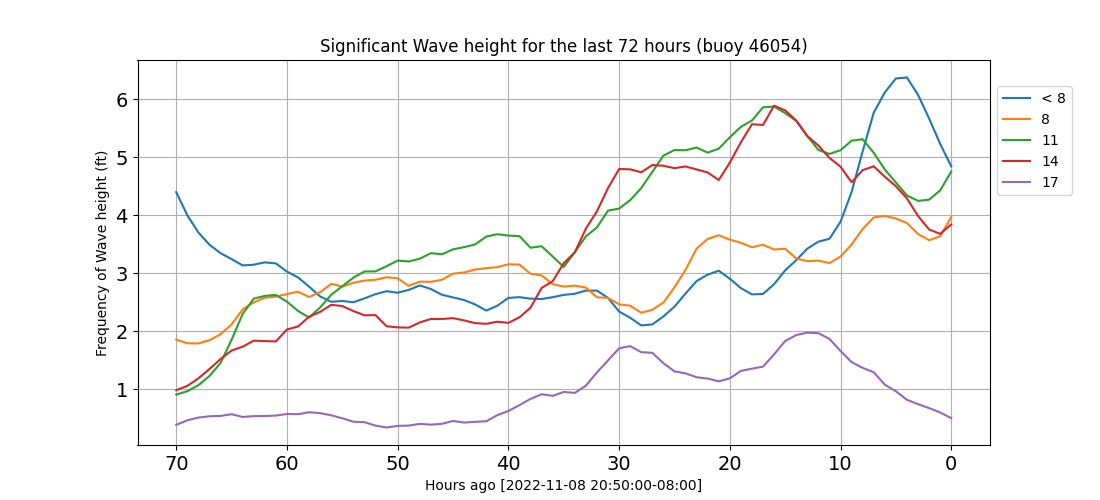 Significant Wave height for the last 72 hours (buoy 46054)
Frequency of Wave height (ft)
6
5
4
3
2
1
70 60 50 40 30 20 10 0
Hours ago [2022-11-08 20:50:00-08:00]
< 8
8
11
14
17